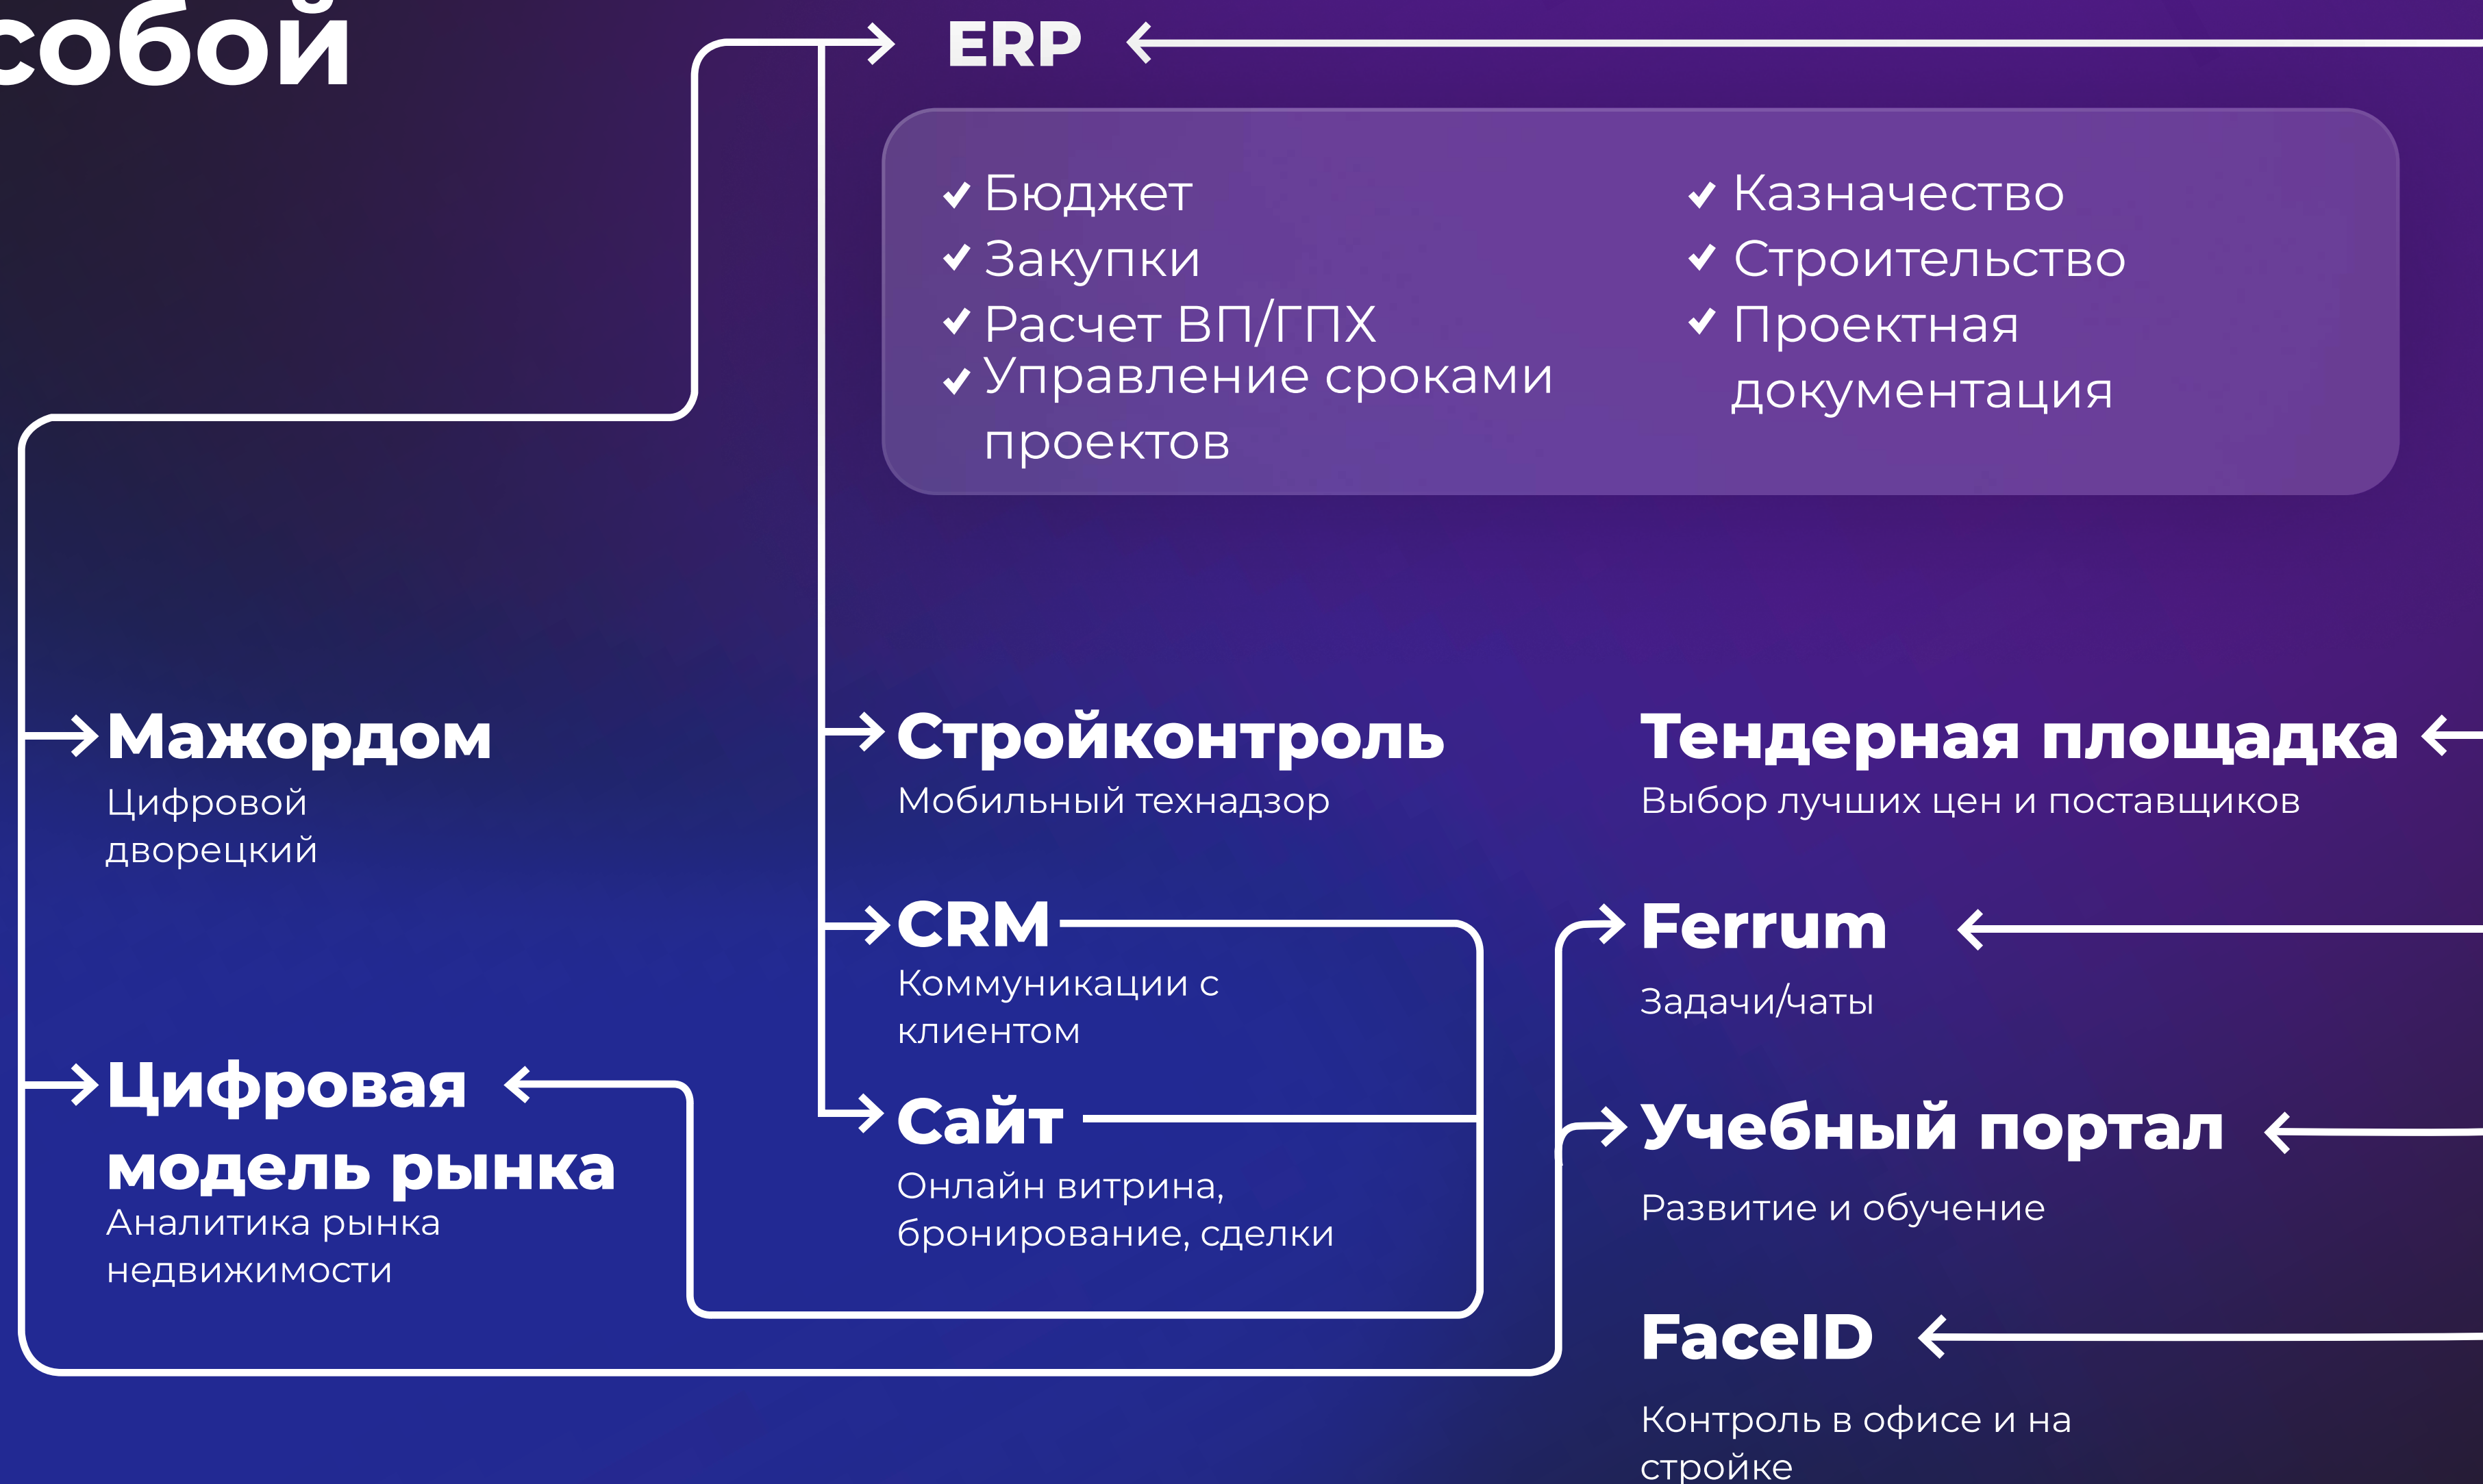 собой
ERP
Бюджет
Закупки
Расчет ВП/ГПХ
Управление сроками
проектов
Казначество
Строительство
Проектная
документация
Мажордом
Цифровой
дворецкий
Цифровая
модель рынка
Аналитика рынка
недвижимости
Стройконтроль
Мобильный технадзор
CRM
Коммуникации с
клиентом
Сайт
Онлайн витрина,
бронирование, сделки
Тендерная площадка
Выбор лучших цен и поставщиков
Ferrum
Задачи/чаты
Учебный портал
Развитие и обучение
FaceID
Контроль в офисе и на
стройке